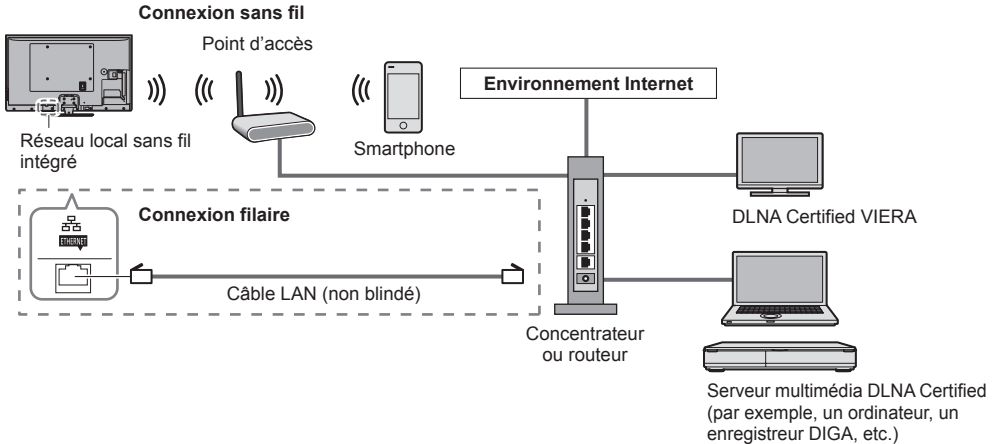 Connexion sans fil
Point d'accès
Environnement Internet
Réseau local sans fil
intégré
Smartphone
Connexion filaire
ETHERNET
DLNA Certified VIERA
Câble LAN (non blindé)
Concentrateur
ou routeur
Serveur multimédia DLNA Certified
(par exemple, un ordinateur, un
enregistreur DIGA, etc.)